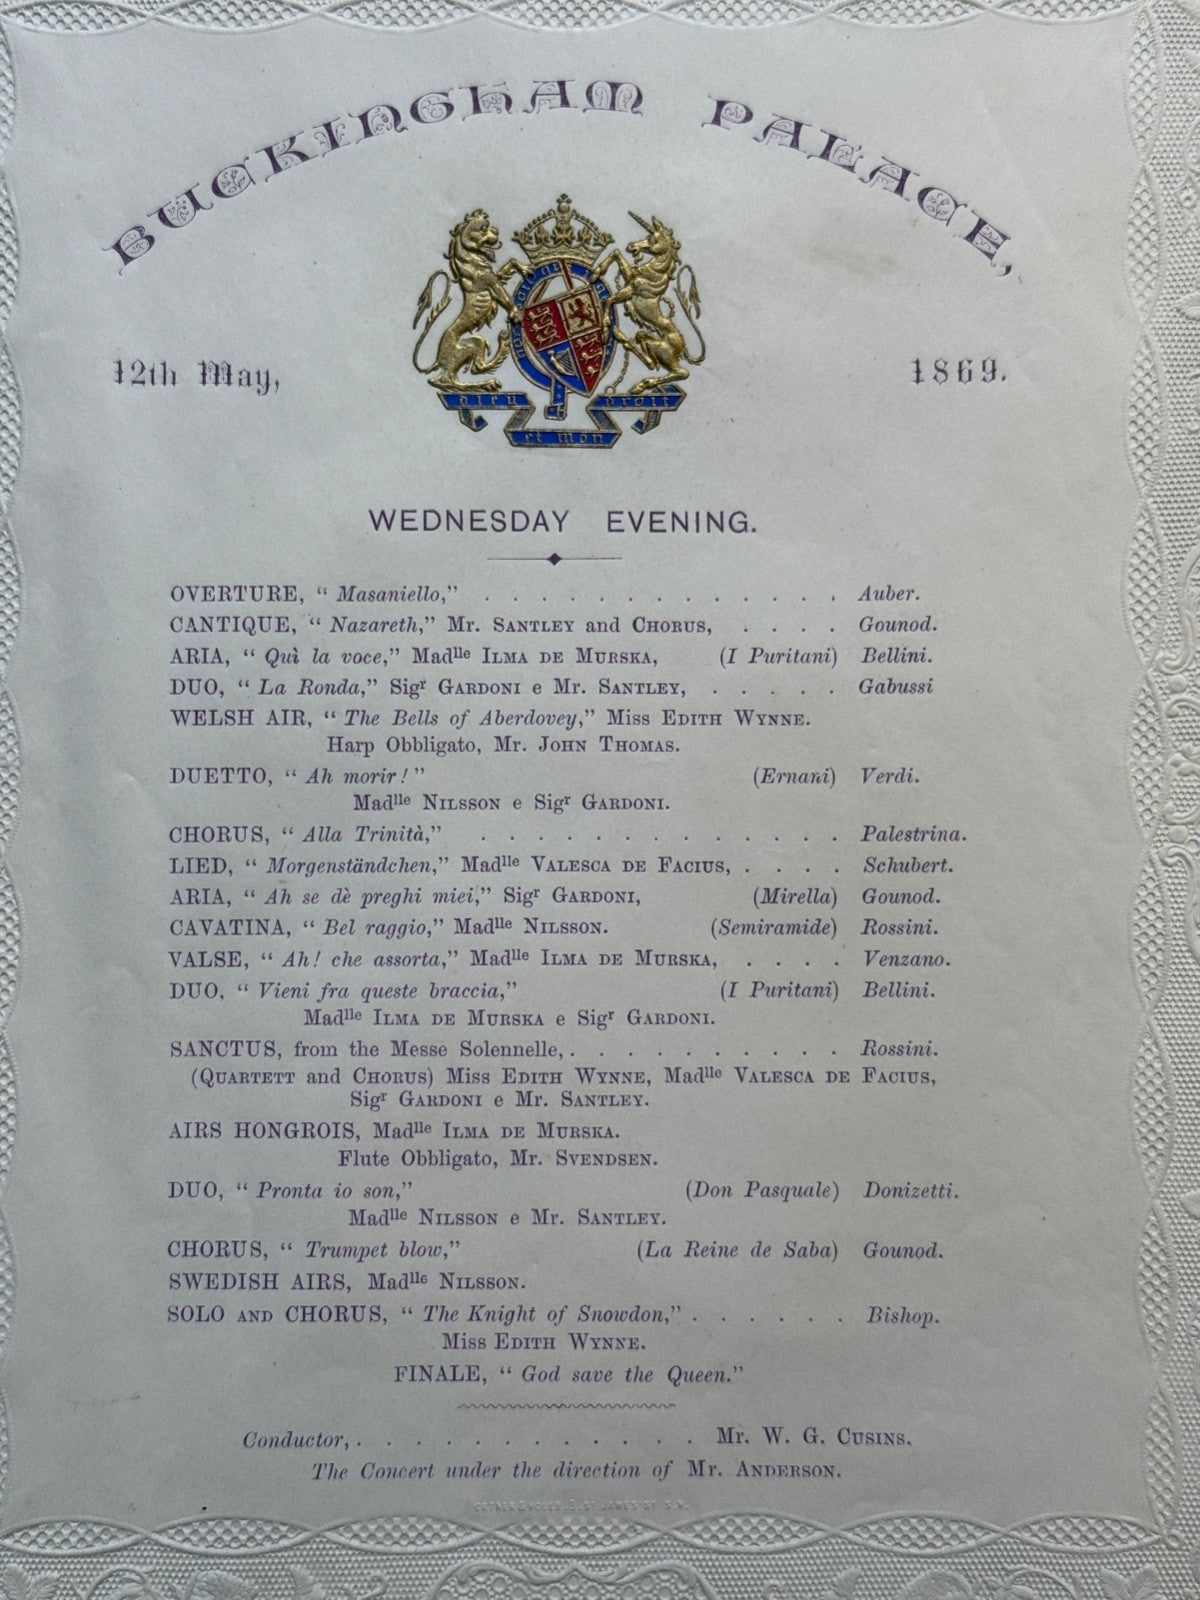 BUCKINGHAM PALACE,
12th May, 1869.
dieu et mon droit
WEDNESDAY EVENING.
OVERTURE, “ Masaniello,” . . . . . . . . . . . . . Auber.
CANTIQUE, “ Nazareth,” Mr. SANTLEY and CHORUS, . . . . Gounod.
ARIA, “ Quì la voce,” Madlle ILMA DE MURSKA, (I Puritani) Bellini.
DUO, “ La Ronda,” Sigr GARDONI e Mr. SANTLEY, . . . . . Gabussi
WELSH AIR, “ The Bells of Aberdovey,” Miss EDITH WYNNE.
Harp Obbligato, Mr. JOHN THOMAS.
DUETTO, “ Ah morir! ” (Ernani) Verdi.
Madlle NILSSON e Sigr GARDONI.
CHORUS, “ Alla Trinità,” . . . . . . . . . . . . . Palestrina.
LIED, “ Morgenständchen,” Madlle VALESCA DE FACIUS, . . . . Schubert.
ARIA, “ Ah se dè preghi miei,” Sigr GARDONI, (Mirella) Gounod.
CAVATINA, “ Bel raggio,” Madlle NILSSON. (Semiramide) Rossini.
VALSE, “ Ah! che assorta,” Madlle ILMA DE MURSKA, . . . . Venzano.
DUO, “ Vieni fra queste braccia,” (I Puritani) Bellini.
Madlle ILMA DE MURSKA e Sigr GARDONI.
SANCTUS, from the Messe Solennelle, . . . . . . . . . . Rossini.
(QUARTETT and CHORUS) Miss EDITH WYNNE, Madlle VALESCA DE FACIUS,
Sigr GARDONI e Mr. SANTLEY.
AIRS HONGROIS, Madlle ILMA DE MURSKA.
Flute Obbligato, Mr. SVENDSEN.
DUO, “ Pronta io son,” (Don Pasquale) Donizetti.
Madlle NILSSON e Mr. SANTLEY.
CHORUS, “ Trumpet blow,” (La Reine de Saba) Gounod.
SWEDISH AIRS, Madlle NILSSON.
SOLO AND CHORUS, “ The Knight of Snowdon,” . . . . . . Bishop.
Miss EDITH WYNNE.
FINALE, “ God save the Queen.”
Conductor, . . . . . . . . . . . . . Mr. W. G. CUSINS.
The Concert under the direction of Mr. ANDERSON.
ST JAMES' ST S.W.